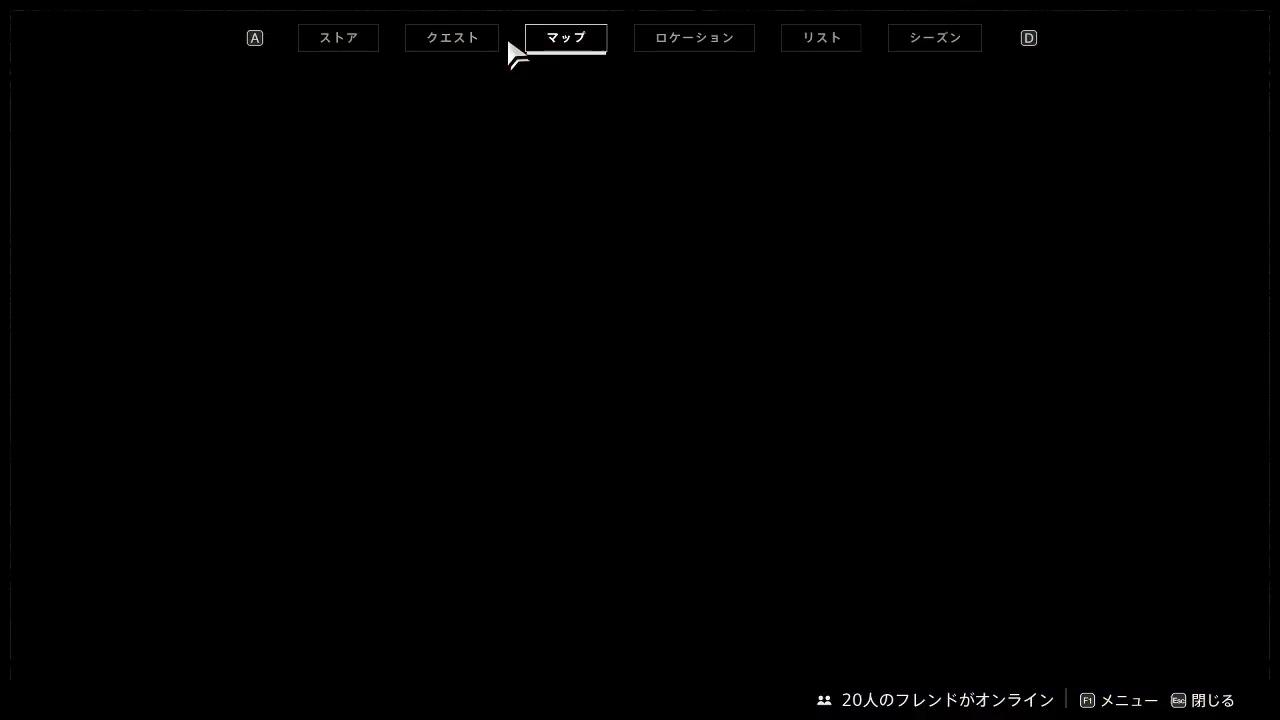 A ストア クエスト マップ ロケーション リスト シーズン D
20人のフレンドがオンライン F1 メニュー Esc 閉じる